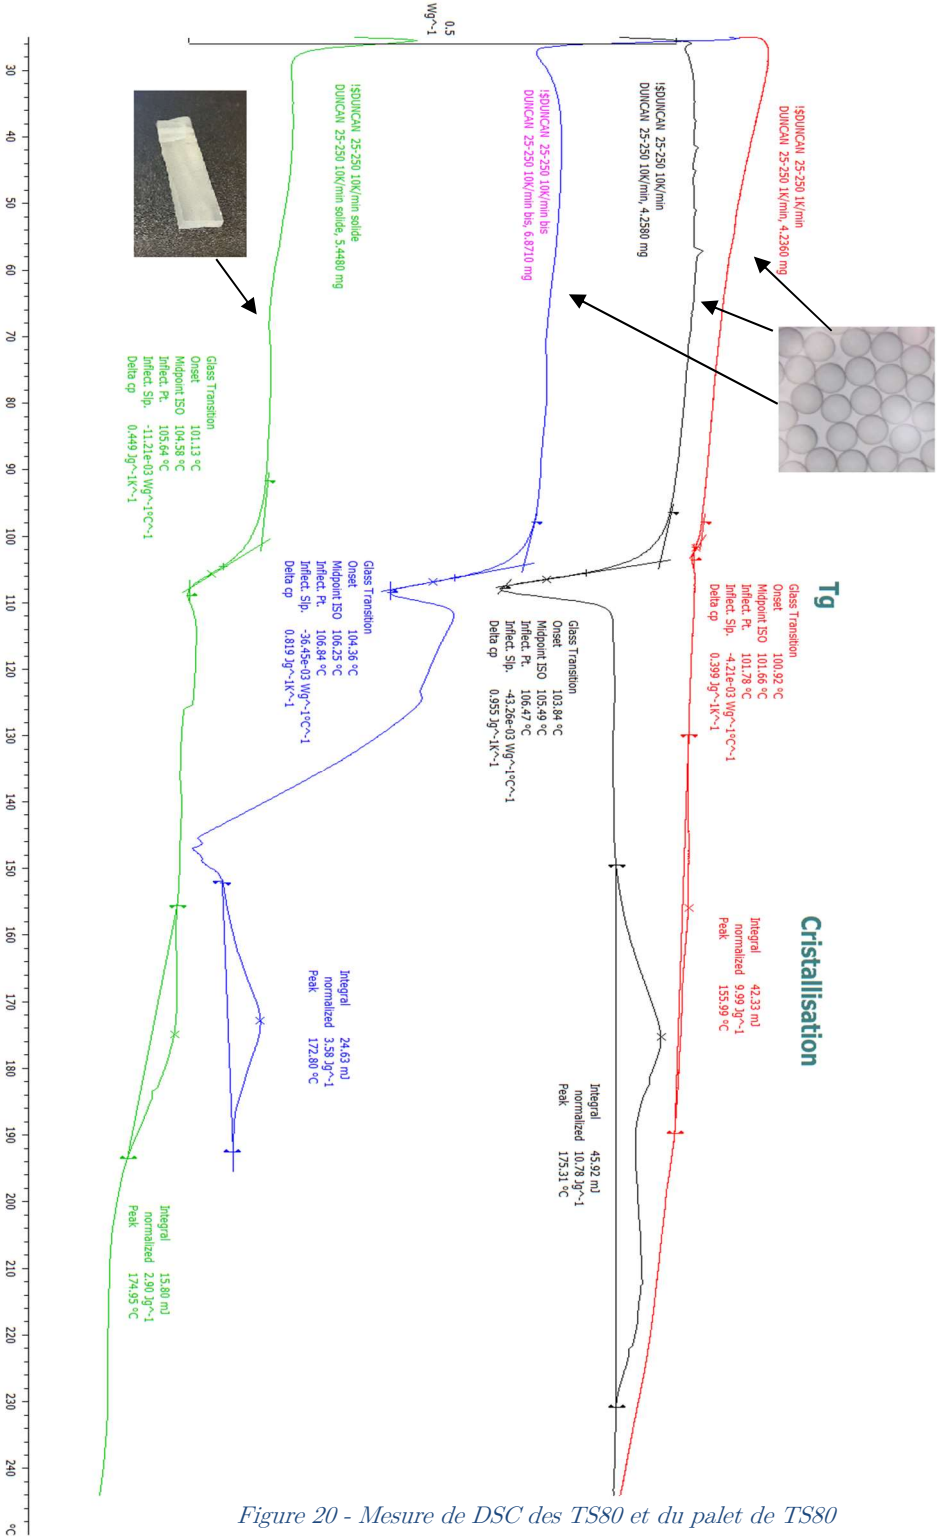 0.5
Wg^-1
!$DUNCAN 25-250 1K/min
DUNCAN 25-250 1K/min, 4.2360 mg
!$DUNCAN 25-250 10K/min
DUNCAN 25-250 10K/min, 4.2580 mg
!$DUNCAN 25-250 10K/min bis
DUNCAN 25-250 10K/min bis, 6.8710 mg
!$DUNCAN 25-250 10K/min solide
DUNCAN 25-250 10K/min solide, 5.4480 mg
Tg
Cristallisation
Glass Transition
Onset 100.92 °C
Midpoint ISO 101.66 °C
Inflect. Pt. 101.78 °C
Inflect. Slp. -4.21e-03 Wg^-1°C^-1
Delta cp 0.399 Jg^-1K^-1
Integral 42.33 mJ
normalized 9.99 Jg^-1
Peak 155.99 °C
Glass Transition
Onset 103.84 °C
Midpoint ISO 105.49 °C
Inflect. Pt. 106.47 °C
Inflect. Slp. -43.26e-03 Wg^-1°C^-1
Delta cp 0.955 Jg^-1K^-1
Integral 45.92 mJ
normalized 10.78 Jg^-1
Peak 175.31 °C
Glass Transition
Onset 104.36 °C
Midpoint ISO 106.25 °C
Inflect. Pt. 106.84 °C
Inflect. Slp. -36.45e-03 Wg^-1°C^-1
Delta cp 0.819 Jg^-1K^-1
Integral 24.63 mJ
normalized 3.58 Jg^-1
Peak 172.80 °C
Glass Transition
Onset 101.13 °C
Midpoint ISO 104.58 °C
Inflect. Pt. 105.64 °C
Inflect. Slp. -11.21e-03 Wg^-1°C^-1
Delta cp 0.449 Jg^-1K^-1
Integral 15.80 mJ
normalized 2.90 Jg^-1
Peak 174.95 °C
30 40 50 60 70 80 90 100 110 120 130 140 150 160 170 180 190 200 210 220 230 240 °C
Figure 20 - Mesure de DSC des TS80 et du palet de TS80